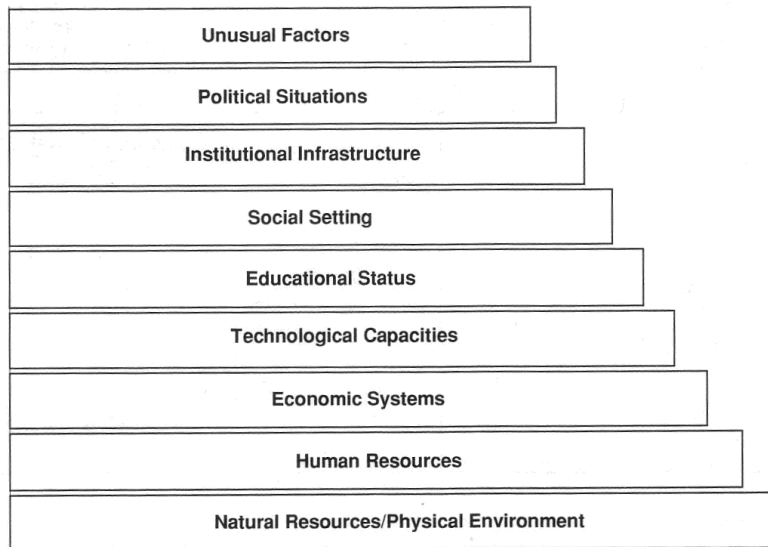 Unusual Factors
Political Situations
Institutional Infrastructure
Social Setting
Educational Status
Technological Capacities
Economic Systems
Human Resources
Natural Resources/Physical Environment